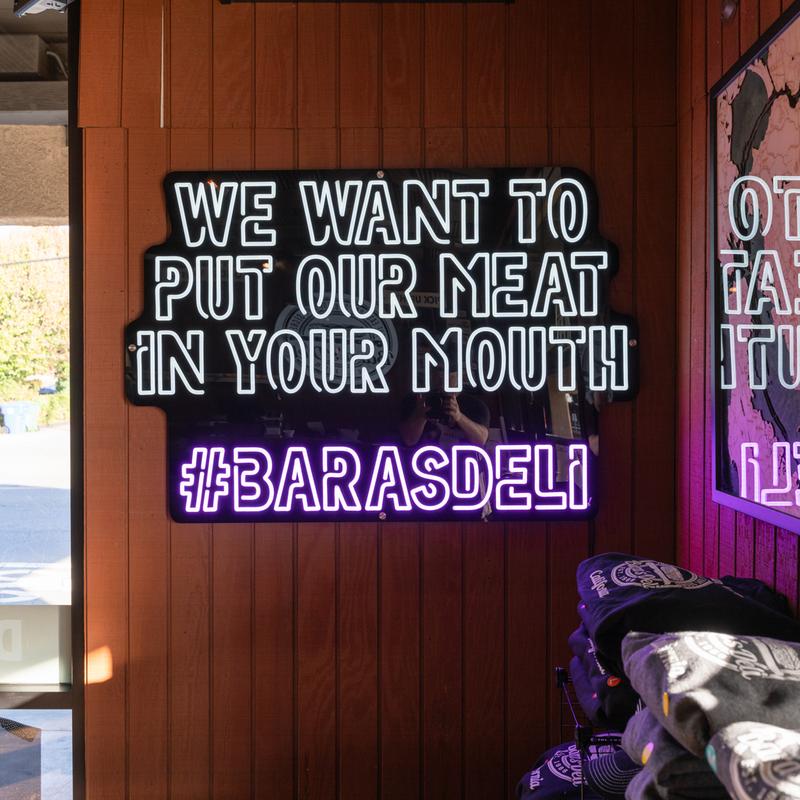 WE WANT TO
PUT OUR MEAT
IN YOUR MOUTH
#BARASDELI